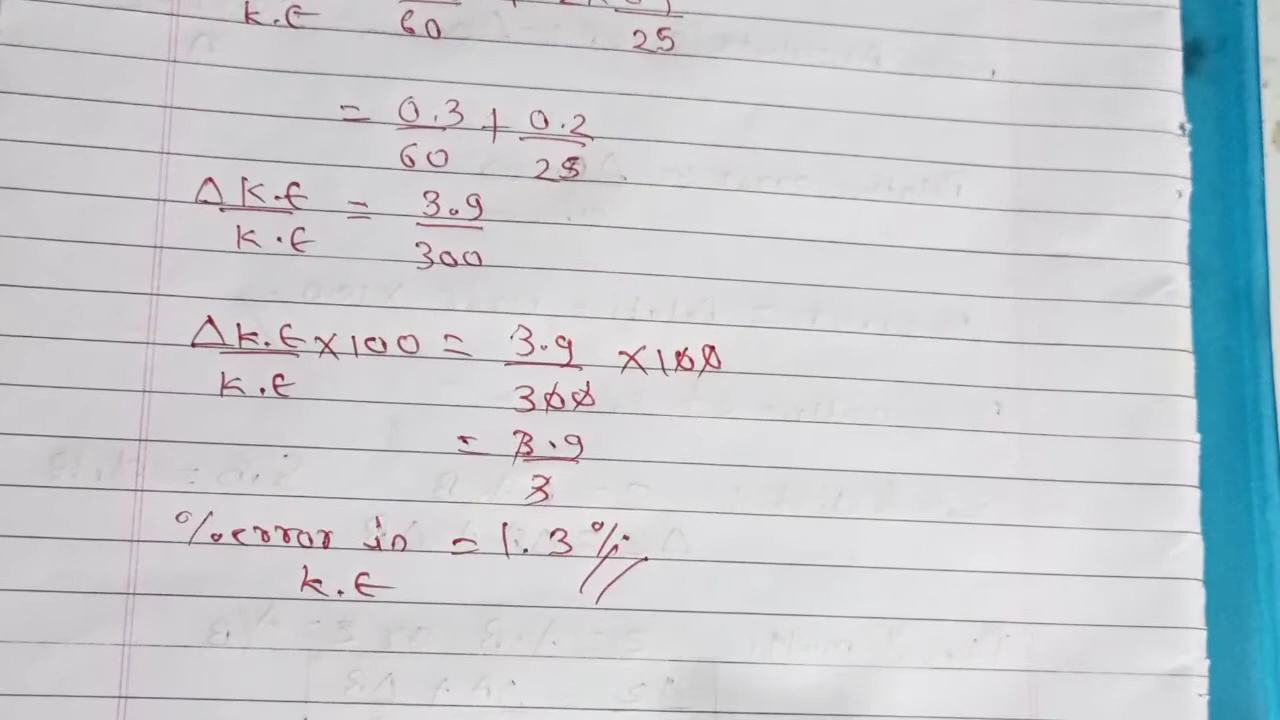 K.E 60 25
= 0.3/60 + 0.2/25
ΔK.E/K.E = 3.9/300
ΔK.E/K.E ×100 = 3.9/300 ×100
= 3.9/3
% error in K.E = 1.3%